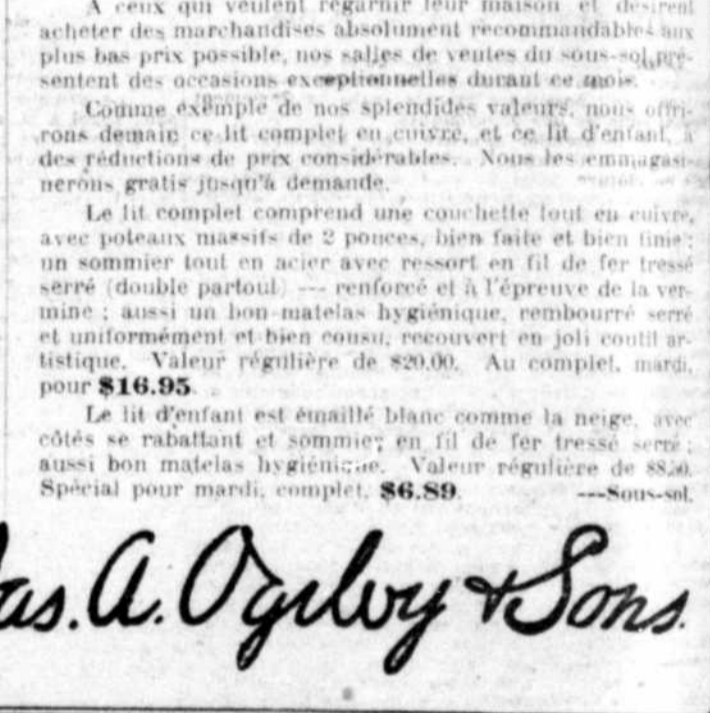 A ceux qui veulent regarnir leur maison et désirent
acheter des marchandises absolument recommandables aux
plus bas prix possible, nos salles de ventes du sous-sol pré-
sentent des occasions exceptionnelles durant ce mois.
Comme exemple de nos splendides valeurs, nous offri-
rons demain ce lit complet en cuivre, et ce lit d'enfant, à
des réductions de prix considérables. Nous les emmagasi-
nerons gratis jusqu'à demande.
Le lit complet comprend une couchette tout en cuivre,
avec poteaux massifs de 2 pouces, bien faite et bien finie ;
un sommier tout en acier avec ressort en fil de fer tressé
serré (double partout) --- renforcé et à l'épreuve de la ver-
mine ; aussi un bon matelas hygiénique, rembourré serré
et uniformément et bien cousu, recouvert en joli coutil ar-
tistique. Valeur régulière de $20.00. Au complet, mardi,
pour $16.95.
Le lit d'enfant est émaillé blanc comme la neige, avec
côtés se rabattant et sommier en fil de fer tressé serré ;
aussi bon matelas hygiénique. Valeur régulière de $8.50.
Spécial pour mardi, complet, $6.89. ---Sous-sol.
Jas. A. Ogilvy & Sons.